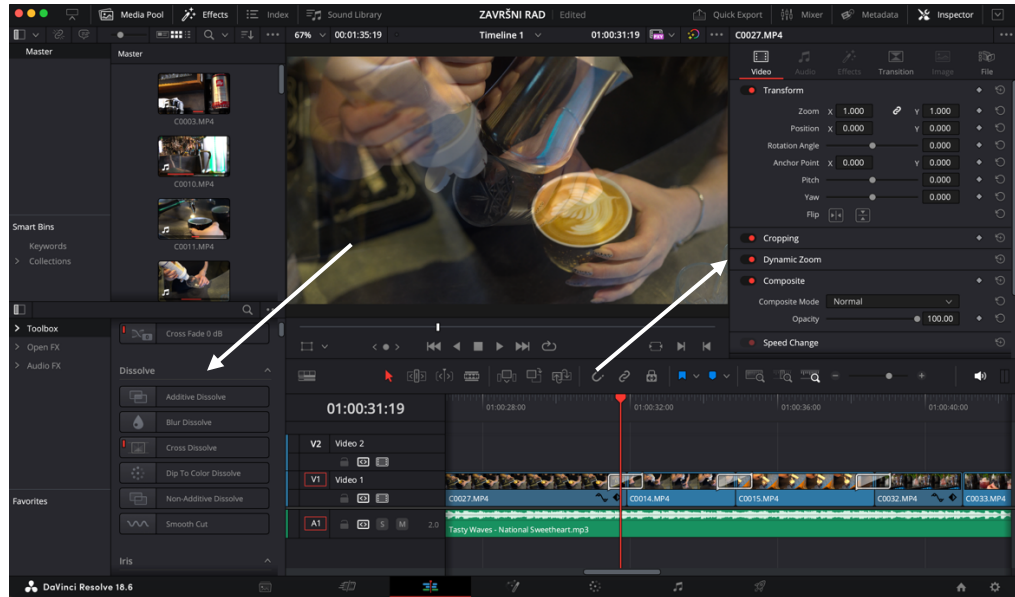 Media Pool Effects Index Sound Library ZAVRŠNI RAD Edited Quick Export Mixer Metadata Inspector
67% 00:01:35:19 Timeline 1 01:00:31:19 C0027.MP4
Master Master
Video Audio Effects Transition Image File
Transform
C0003.MP4
Zoom X 1.000 Y 1.000
Position X 0.000 Y 0.000
Rotation Angle 0.000
Anchor Point X 0.000 Y 0.000
C0010.MP4
Pitch 0.000
Yaw 0.000
Flip
Smart Bins
Keywords
C0011.MP4
Collections
Cropping
Dynamic Zoom
Composite
Composite Mode Normal
Opacity 100.00
Speed Change
Toolbox
Open FX
Audio FX
Cross Fade 0 dB
Dissolve
Additive Dissolve
Blur Dissolve
Cross Dissolve
Dip To Color Dissolve
Non-Additive Dissolve
Smooth Cut
Iris
Favorites
01:00:31:19 01:00:28:00 01:00:32:00 01:00:36:00 01:00:40:00
V2 Video 2
V1 Video 1
C0027.MP4 C0014.MP4 C0015.MP4 C0032.MP4 C0033.MP4
A1 S M 2.0
Tasty Waves - National Sweetheart.mp3
DaVinci Resolve 18.6